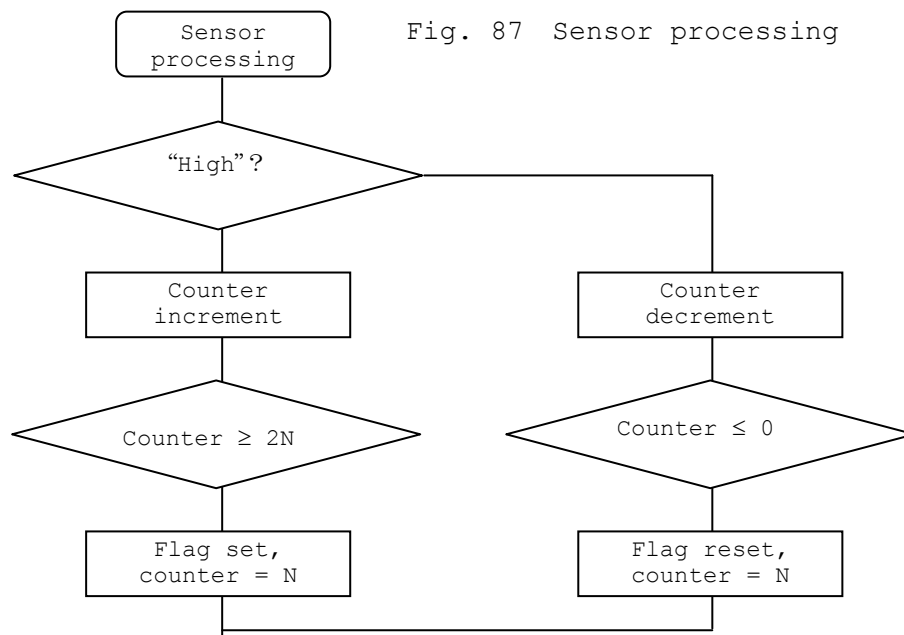 Sensor
processing
Fig. 87 Sensor processing
“High”?
Counter
increment
Counter
decrement
Counter ≥ 2N
Counter ≤ 0
Flag set,
counter = N
Flag reset,
counter = N